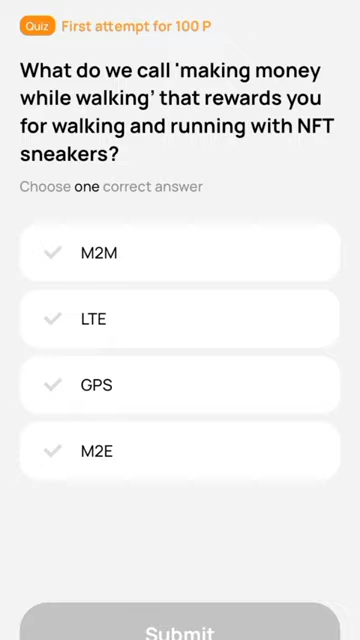 Quiz First attempt for 100 P
What do we call 'making money
while walking’ that rewards you
for walking and running with NFT
sneakers?
Choose one correct answer
M2M
LTE
GPS
M2E
Submit